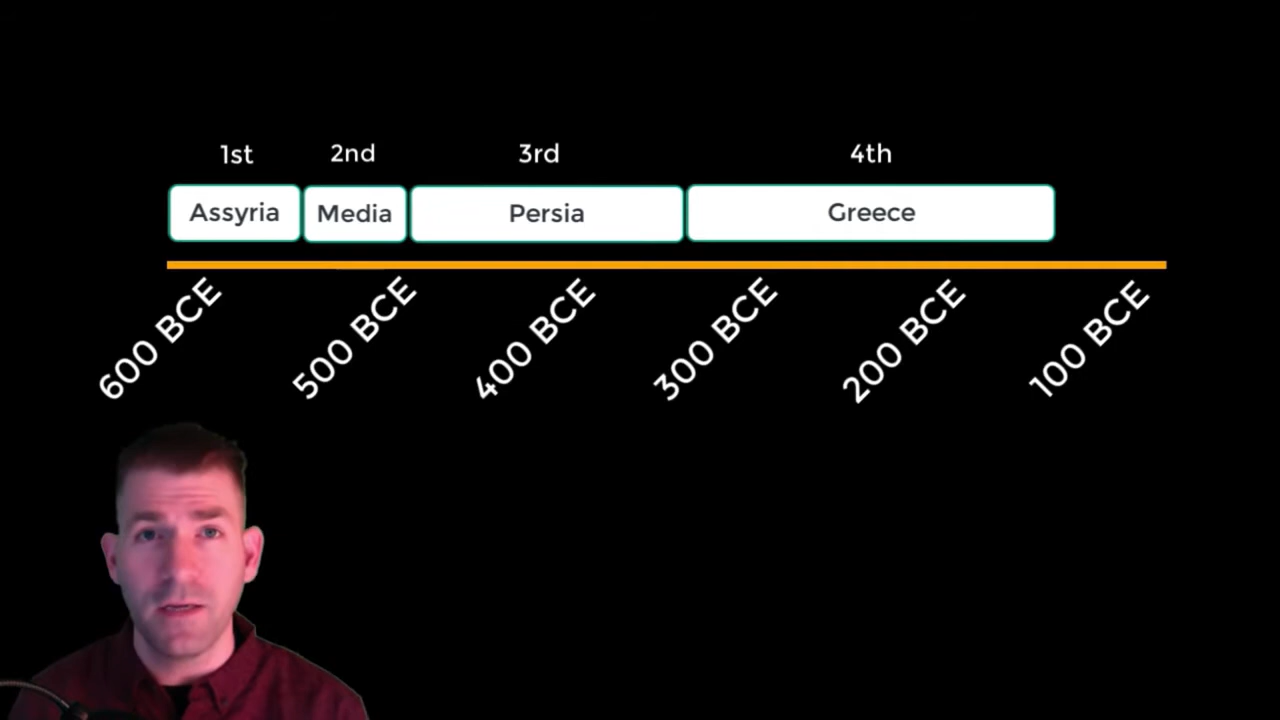 1st 2nd 3rd 4th
Assyria Media Persia Greece
600 BCE 500 BCE 400 BCE 300 BCE 200 BCE 100 BCE